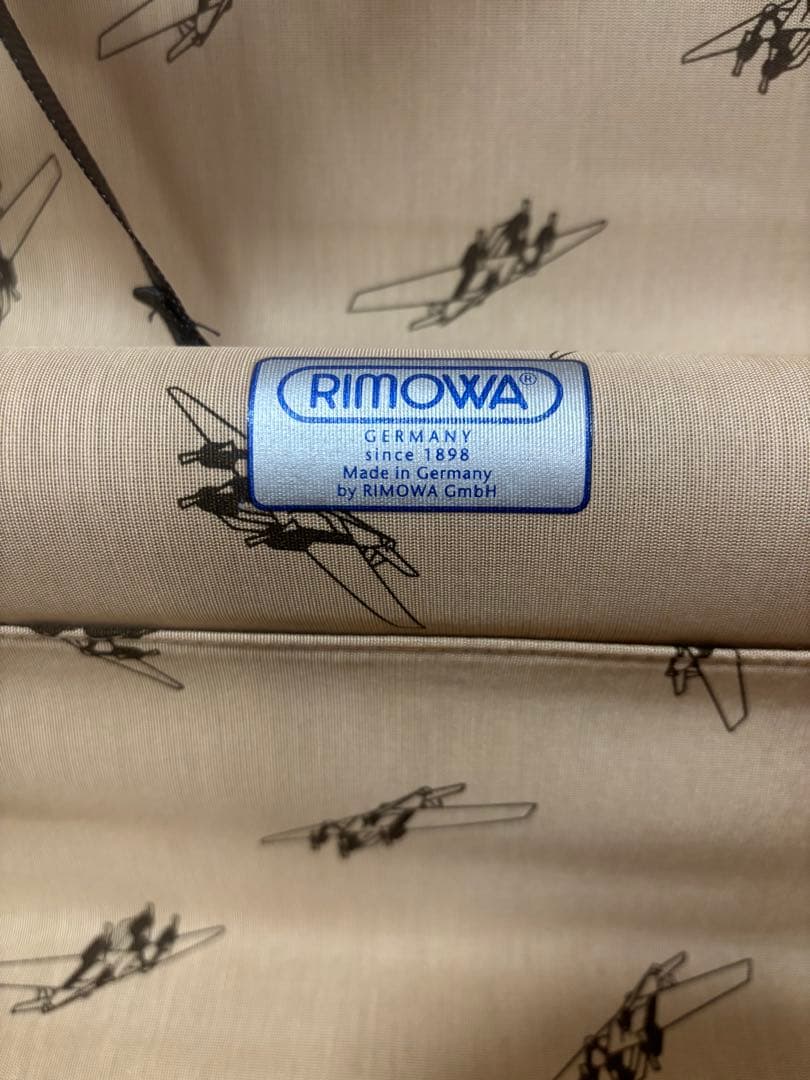 RIMOWA®
GERMANY
since 1898
Made in Germany
by RIMOWA GmbH